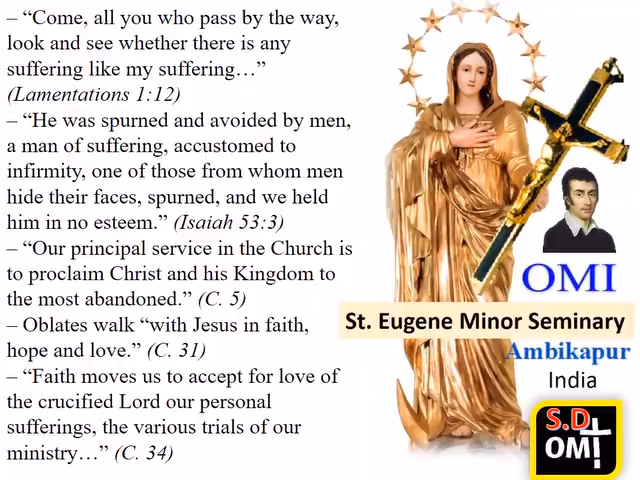 – “Come, all you who pass by the way,
look and see whether there is any
suffering like my suffering…”
(Lamentations 1:12)
– “He was spurned and avoided by men,
a man of suffering, accustomed to
infirmity, one of those from whom men
hide their faces, spurned, and we held
him in no esteem.” (Isaiah 53:3)
– “Our principal service in the Church is
to proclaim Christ and his Kingdom to
the most abandoned.” (C. 5)
– Oblates walk “with Jesus in faith,
hope and love.” (C. 31)
– “Faith moves us to accept for love of
the crucified Lord our personal
sufferings, the various trials of our
ministry…” (C. 34)
OMI
St. Eugene Minor Seminary
Ambikapur
India
S.D
OMI